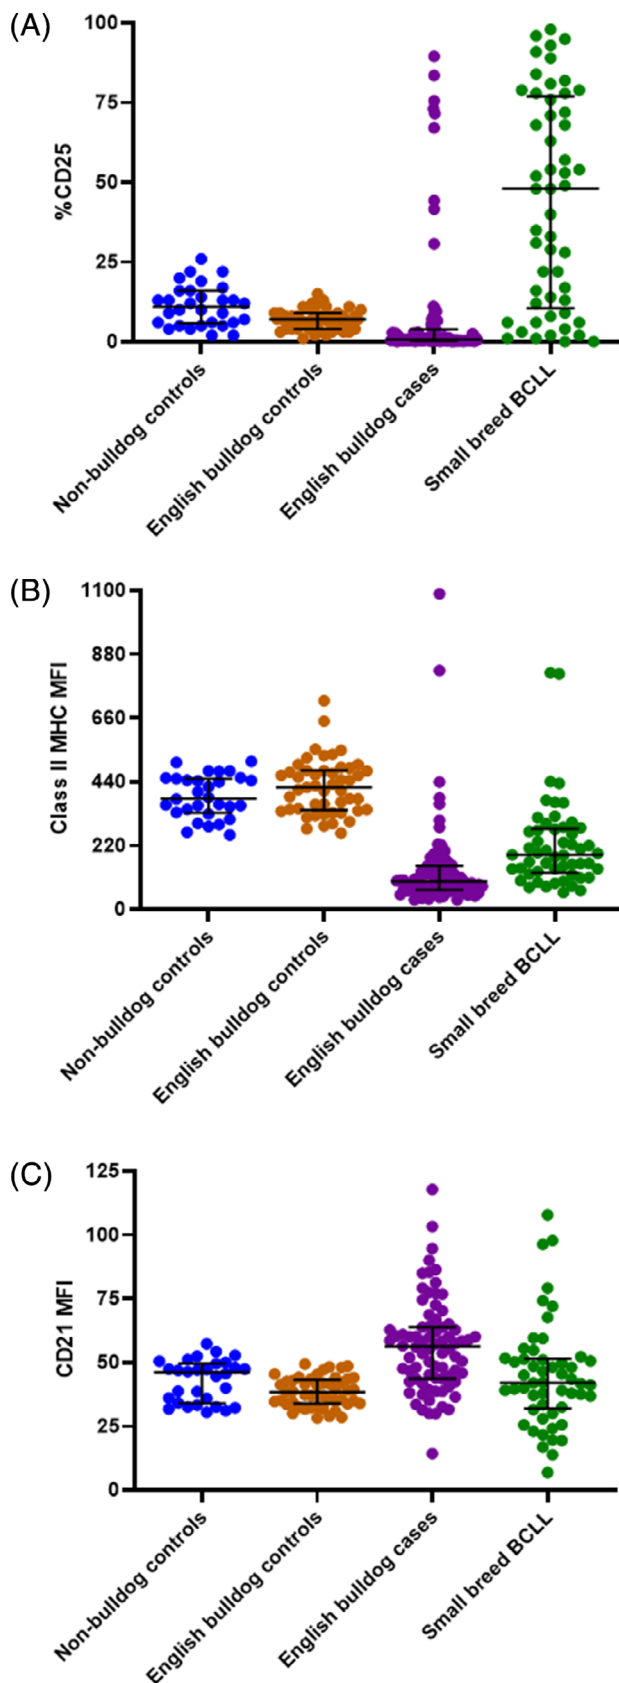 (A)
100
75
50
25
0
%CD25
Non-bulldog controls
English bulldog controls
English bulldog cases
Small breed BCLL
(B)
1100
880
660
440
220
0
Class II MHC MFI
Non-bulldog controls
English bulldog controls
English bulldog cases
Small breed BCLL
(C)
125
100
75
50
25
0
CD21 MFI
Non-bulldog controls
English bulldog controls
English bulldog cases
Small breed BCLL